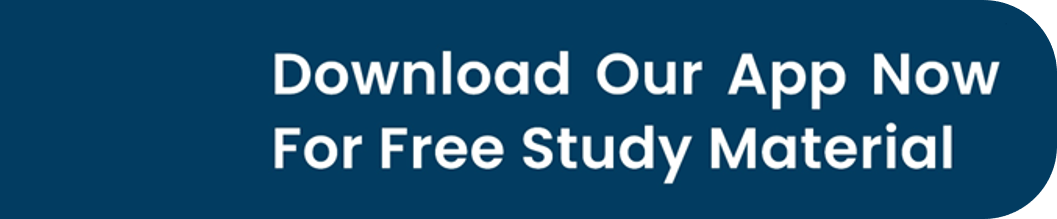 Download Our App Now
For Free Study Material